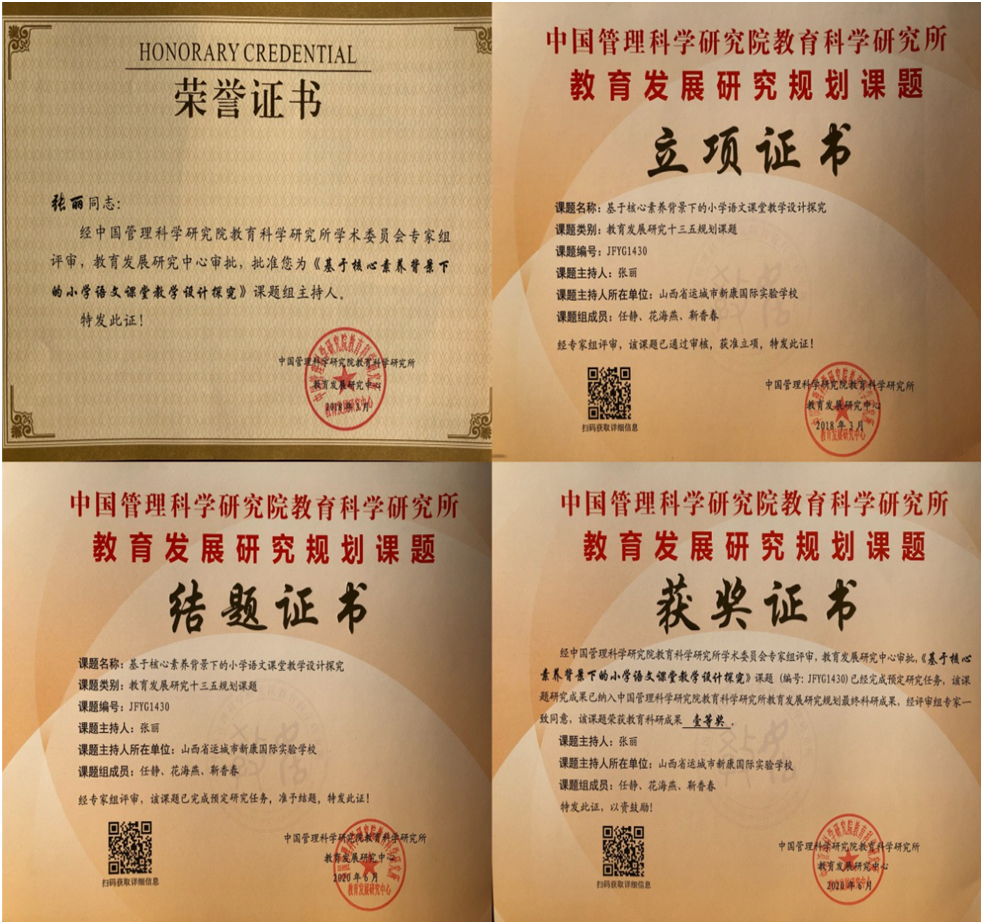 HONORARY CREDENTIAL
荣誉证书
张丽同志：
经中国管理科学研究院教育科学研究所学术委员会专家组
评审，教育发展研究中心审批，批准您为《基于核心素养背景下
的小学语文课堂教学设计探究》课题组主持人。
特发此证！
中国管理科学研究院教育科学研究所
教育发展研究中心
2018年3月
中国管理科学研究院教育科学研究所
教育发展研究规划课题
立项证书
课题名称：基于核心素养背景下的小学语文课堂教学设计探究
课题类别：教育发展研究十三五规划课题
课题编号：JFYG1430
课题主持人：张丽
课题主持人所在单位：山西省运城市新康国际实验学校
课题组成员：任静、花海燕、靳香春
经专家组评审，该课题已通过审核，获准立项，特发此证！
扫码获取详细信息
中国管理科学研究院教育科学研究所
教育发展研究中心
2018年3月
中国管理科学研究院教育科学研究所
教育发展研究规划课题
结题证书
课题名称：基于核心素养背景下的小学语文课堂教学设计探究
课题类别：教育发展研究十三五规划课题
课题编号：JFYG1430
课题主持人：张丽
课题主持人所在单位：山西省运城市新康国际实验学校
课题组成员：任静、花海燕、靳香春
经专家组评审，该课题已完成预定研究任务，准予结题，特发此证！
扫码获取详细信息
中国管理科学研究院教育科学研究所
教育发展研究中心
2020年6月
中国管理科学研究院教育科学研究所
教育发展研究规划课题
获奖证书
经中国管理科学研究院教育科学研究所学术委员会专家组评审，教育发展研究中心审批，《基于核心
素养背景下的小学语文课堂教学设计探究》课题（编号：JFYG1430）已经完成预定研究任务，该课
题研究成果已纳入中国管理科学研究院教育科学研究所教育发展研究规划最终科研成果，经评审组专家一
致同意，该课题荣获教育科研成果 壹等奖 。
课题主持人：张丽
课题主持人所在单位：山西省运城市新康国际实验学校
课题组成员：任静、花海燕、靳香春
特发此证，以资鼓励！
扫码获取详细信息
中国管理科学研究院教育科学研究所
教育发展研究中心
2020年6月